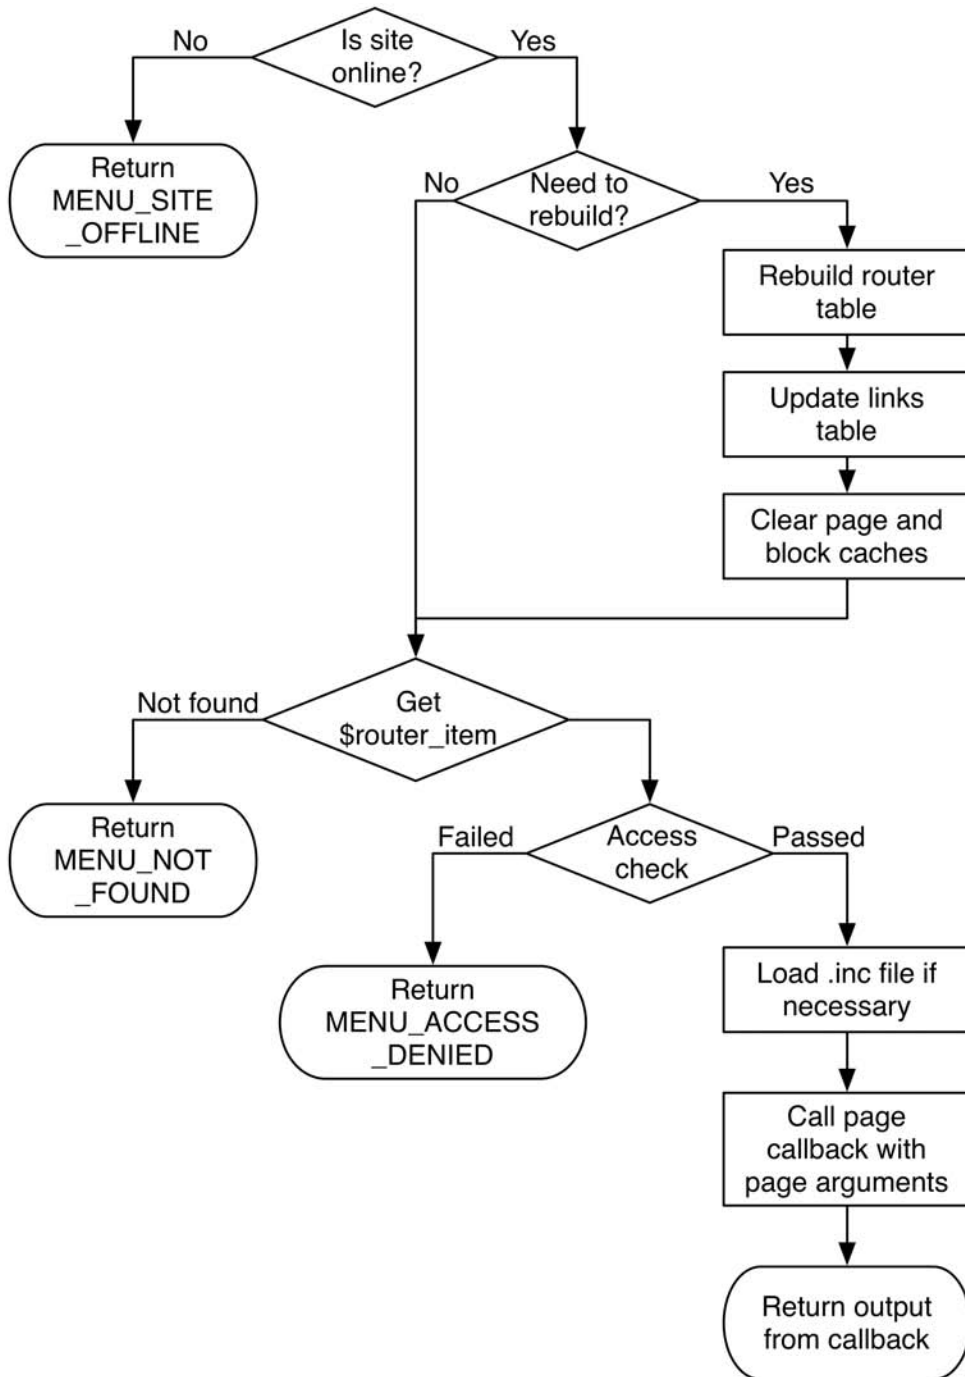 No
Is site
online?
Yes
Return
MENU_SITE
_OFFLINE
No
Need to
rebuild?
Yes
Rebuild router
table
Update links
table
Clear page and
block caches
Not found
Get
$router_item
Return
MENU_NOT
_FOUND
Failed
Access
check
Passed
Return
MENU_ACCESS
_DENIED
Load .inc file if
necessary
Call page
callback with
page arguments
Return output
from callback